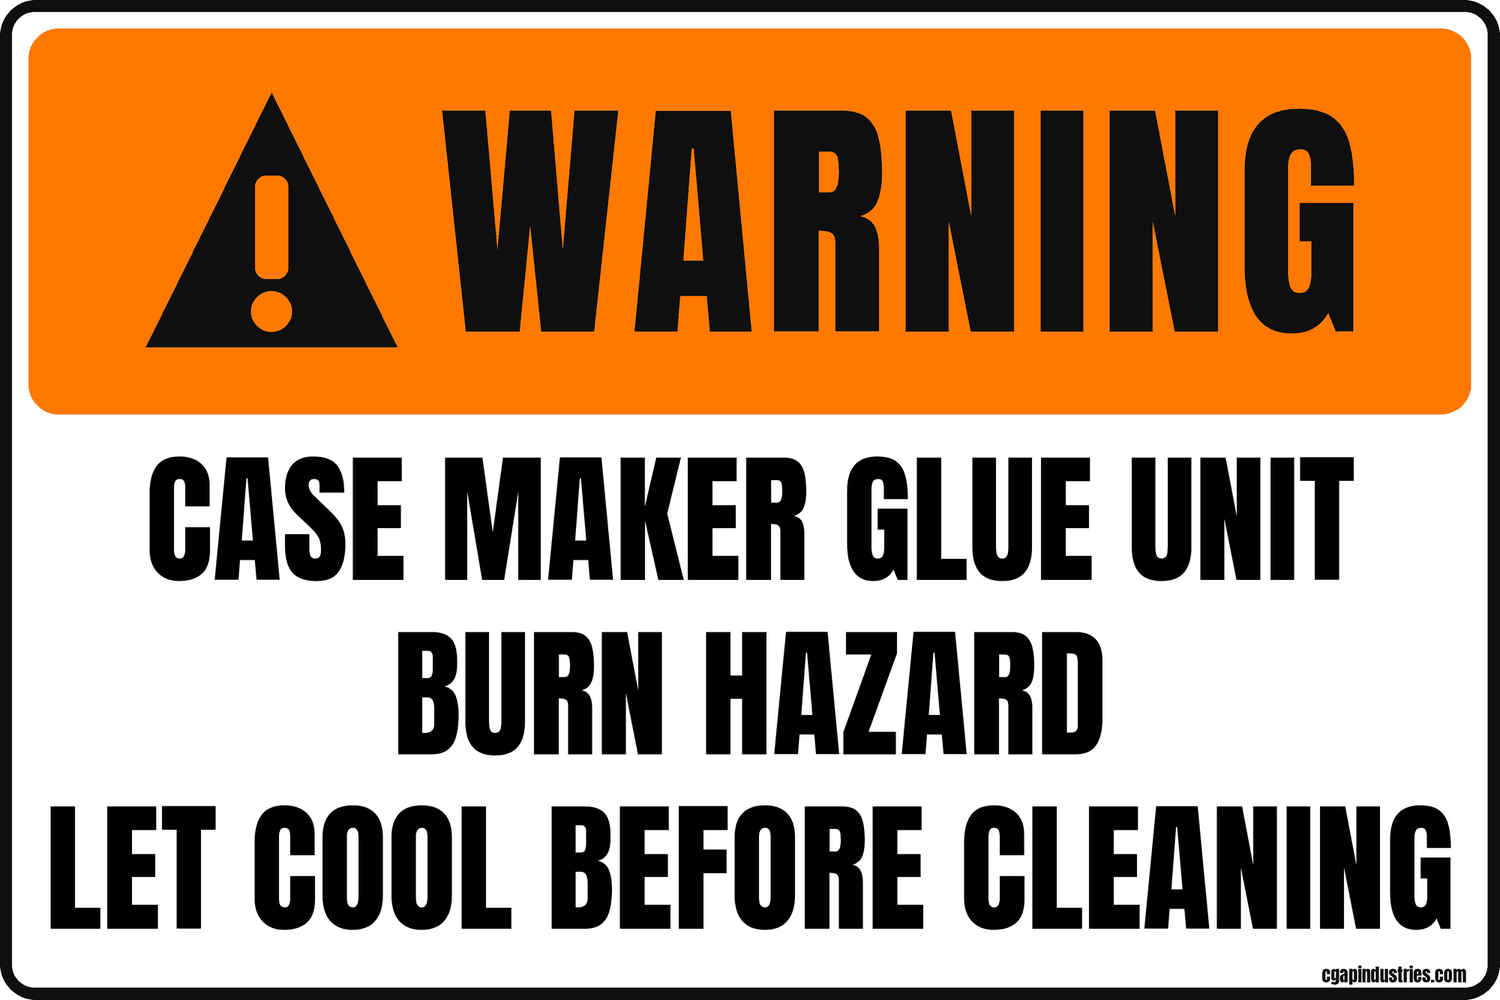 WARNING
CASE MAKER GLUE UNIT
BURN HAZARD
LET COOL BEFORE CLEANING
cgapindustries.com